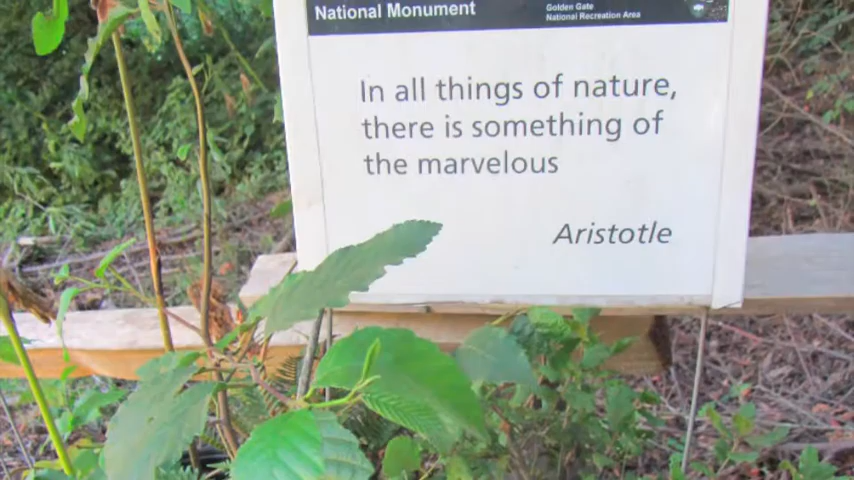 National Monument
Golden Gate
National Recreation Area
In all things of nature,
there is something of
the marvelous
Aristotle